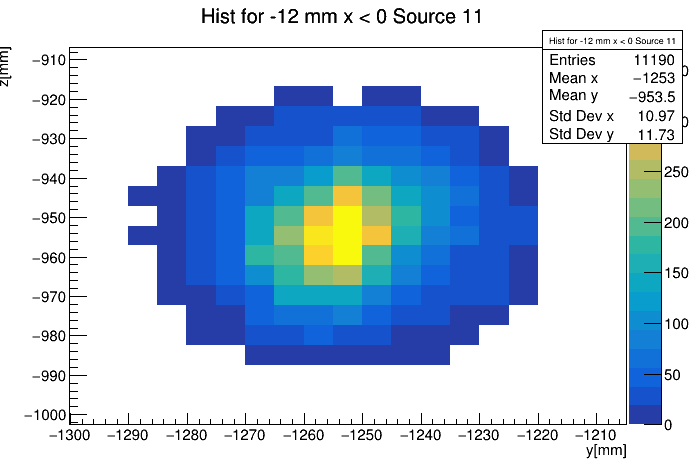 Hist for -12 mm x < 0 Source 11
z[mm]
Hist for -12 mm x < 0 Source 11
Entries 11190
Mean x −1253
Mean y −953.5
Std Dev x 10.97
Std Dev y 11.73
−910
−920
−930
−940
−950
−960
−970
−980
−990
−1000
250
200
150
100
50
0
−1300 −1290 −1280 −1270 −1260 −1250 −1240 −1230 −1220 −1210
y[mm]